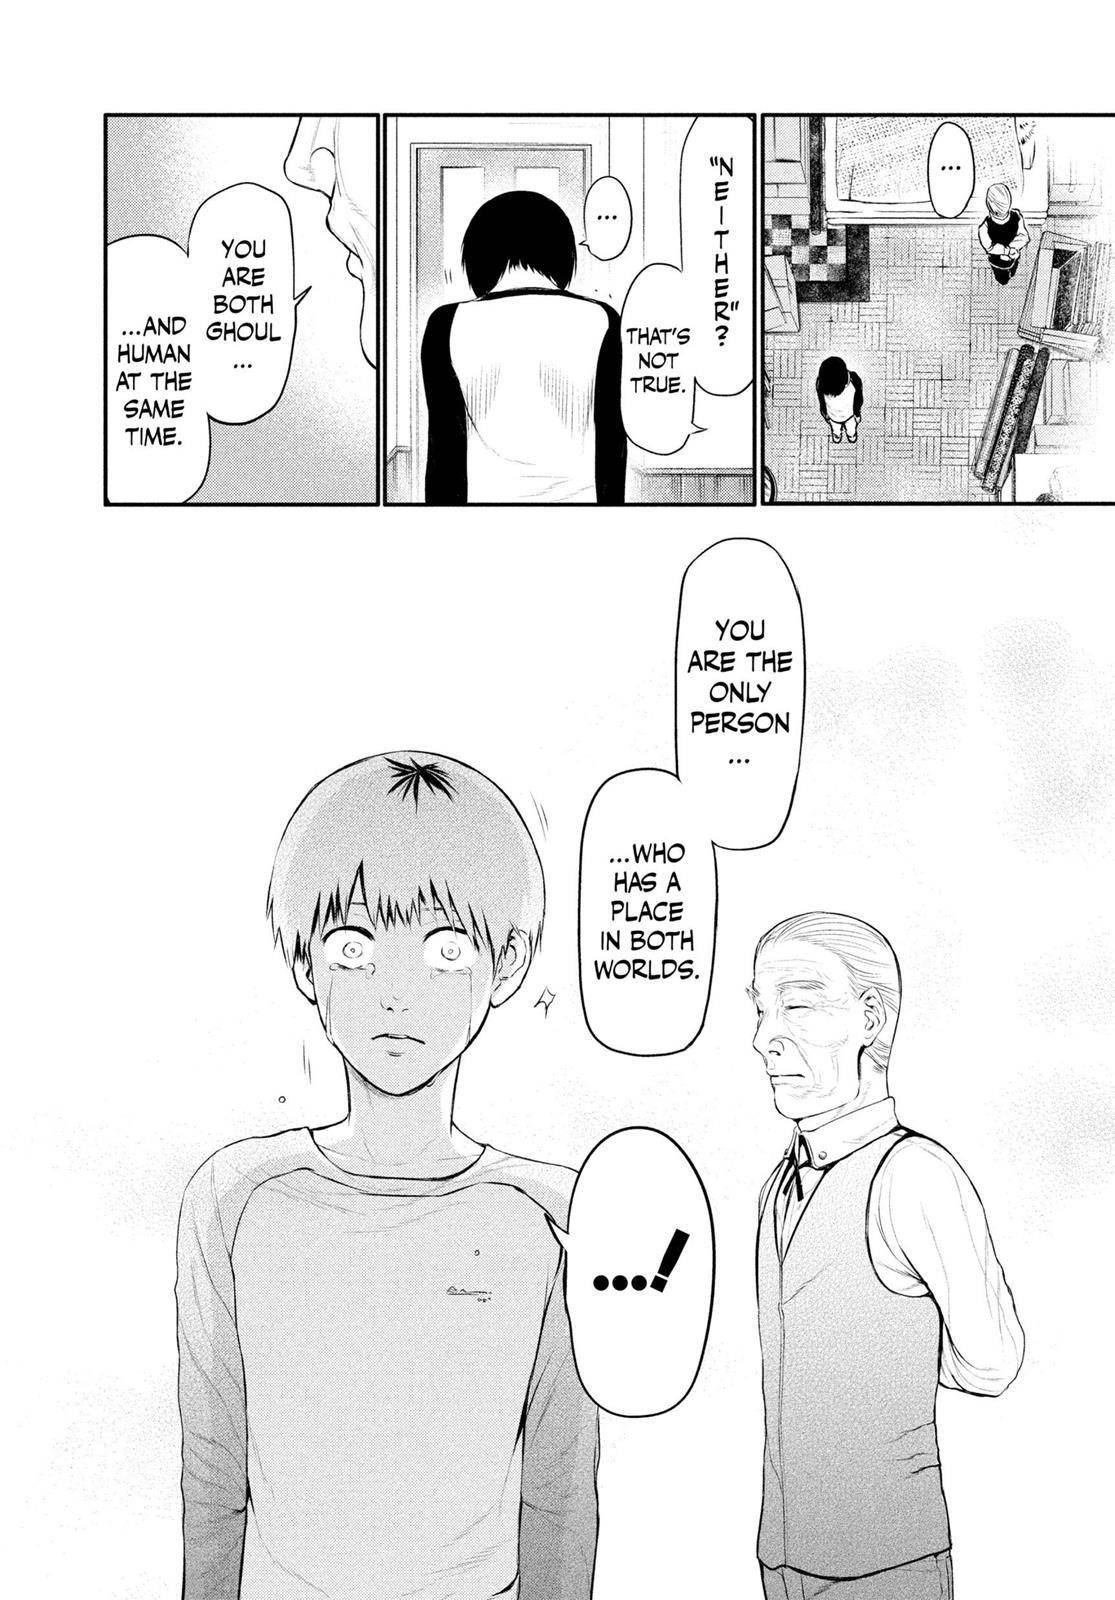 ...
"NEITHER"?
THAT'S
NOT
TRUE.
...
YOU
ARE
BOTH
GHOUL
...
...AND
HUMAN
AT THE
SAME
TIME.
YOU
ARE THE
ONLY
PERSON
...
...WHO
HAS A
PLACE
IN BOTH
WORLDS.
...!